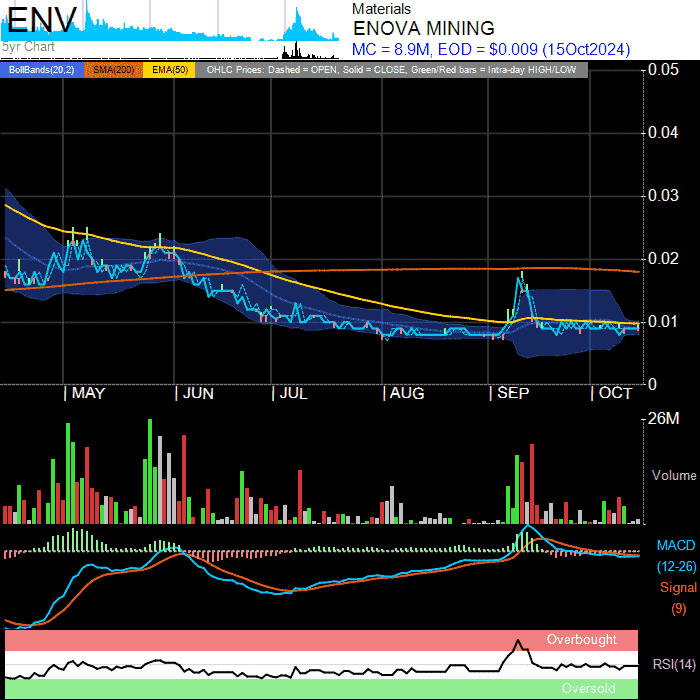 ENV
5yr Chart
Materials
ENOVA MINING
MC = 8.9M, EOD = $0.009 (15Oct2024)
BollBands(20,2) SMA(200) EMA(50) OHLC Prices: Dashed = OPEN, Solid = CLOSE, Green/Red bars = Intra-day HIGH/LOW
0.05
0.04
0.03
0.02
0.01
0
| MAY | JUN | JUL | AUG | SEP | OCT
26M
Volume
MACD
(12-26)
Signal
(9)
Overbought
RSI(14)
Oversold